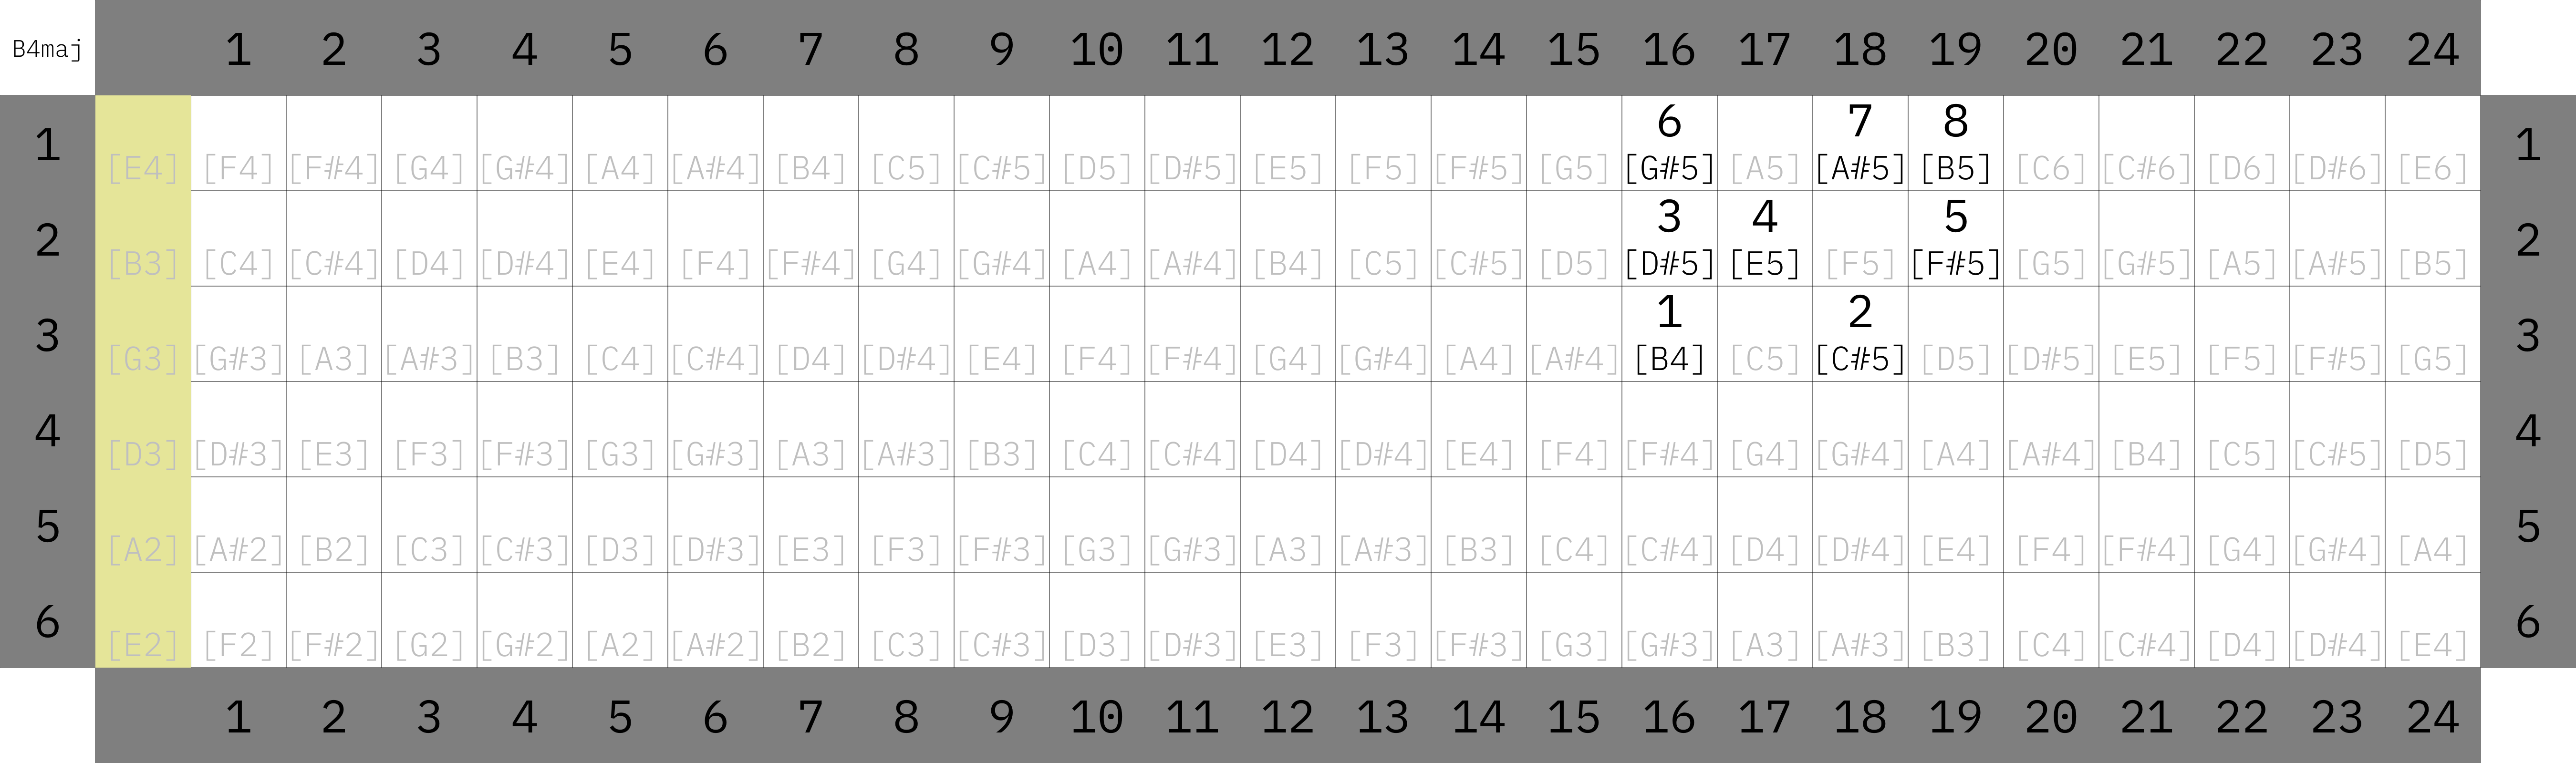 B4maj 1 2 3 4 5 6 7 8 9 10 11 12 13 14 15 16 17 18 19 20 21 22 23 24
6 7 8
1 [E4] [F4] [F#4] [G4] [G#4] [A4] [A#4] [B4] [C5] [C#5] [D5] [D#5] [E5] [F5] [F#5] [G5] [G#5] [A5] [A#5] [B5] [C6] [C#6] [D6] [D#6] [E6] 1
3 4 5
2 [B3] [C4] [C#4] [D4] [D#4] [E4] [F4] [F#4] [G4] [G#4] [A4] [A#4] [B4] [C5] [C#5] [D5] [D#5] [E5] [F5] [F#5] [G5] [G#5] [A5] [A#5] [B5] 2
1 2
3 [G3] [G#3] [A3] [A#3] [B3] [C4] [C#4] [D4] [D#4] [E4] [F4] [F#4] [G4] [G#4] [A4] [A#4] [B4] [C5] [C#5] [D5] [D#5] [E5] [F5] [F#5] [G5] 3
4 [D3] [D#3] [E3] [F3] [F#3] [G3] [G#3] [A3] [A#3] [B3] [C4] [C#4] [D4] [D#4] [E4] [F4] [F#4] [G4] [G#4] [A4] [A#4] [B4] [C5] [C#5] [D5] 4
5 [A2] [A#2] [B2] [C3] [C#3] [D3] [D#3] [E3] [F3] [F#3] [G3] [G#3] [A3] [A#3] [B3] [C4] [C#4] [D4] [D#4] [E4] [F4] [F#4] [G4] [G#4] [A4] 5
6 [E2] [F2] [F#2] [G2] [G#2] [A2] [A#2] [B2] [C3] [C#3] [D3] [D#3] [E3] [F3] [F#3] [G3] [G#3] [A3] [A#3] [B3] [C4] [C#4] [D4] [D#4] [E4] 6
1 2 3 4 5 6 7 8 9 10 11 12 13 14 15 16 17 18 19 20 21 22 23 24